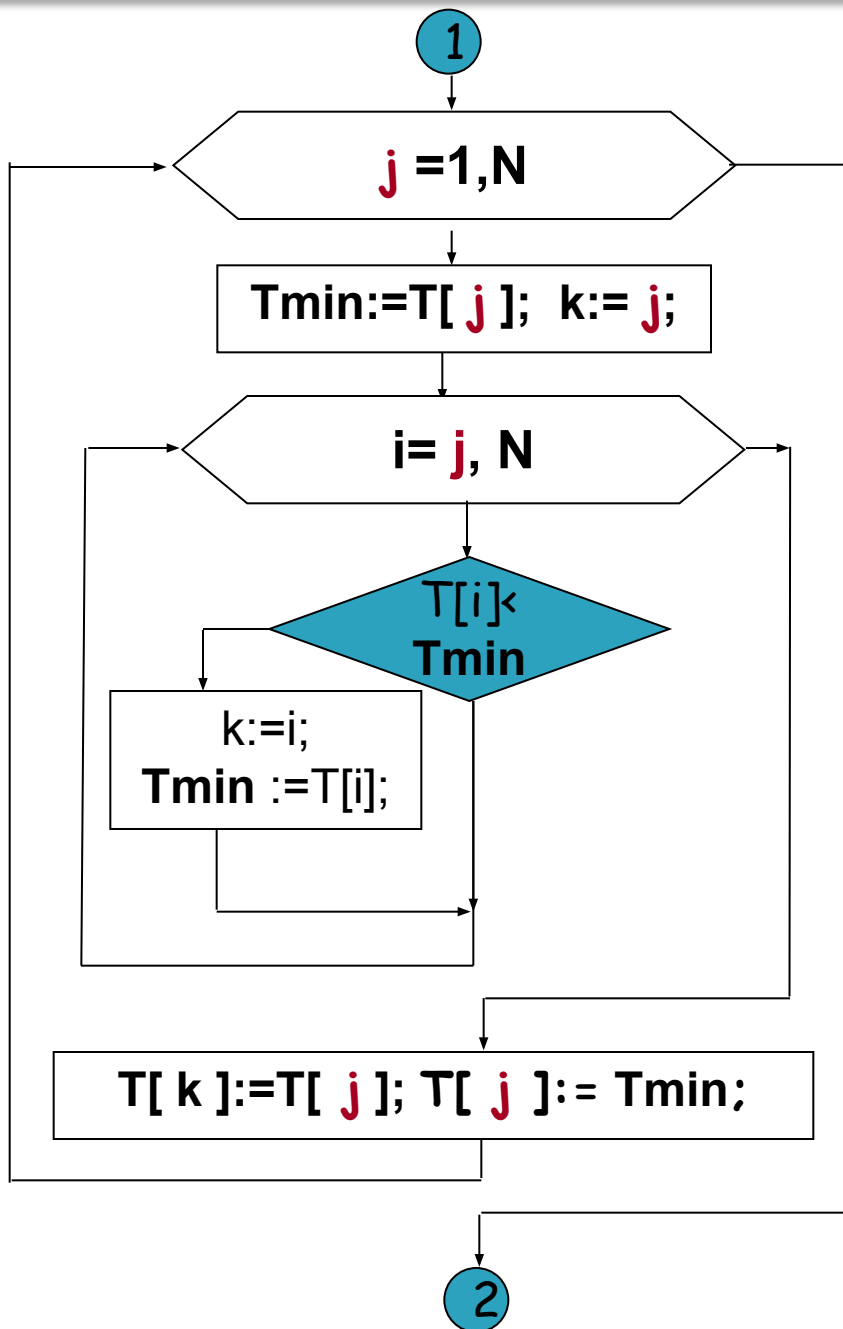 1
j =1,N
Tmin:=T[ j ]; k:= j;
i= j, N
T[i]<
Tmin
k:=i;
Tmin :=T[i];
T[ k ]:=T[ j ]; T[ j ]:= Tmin;
2